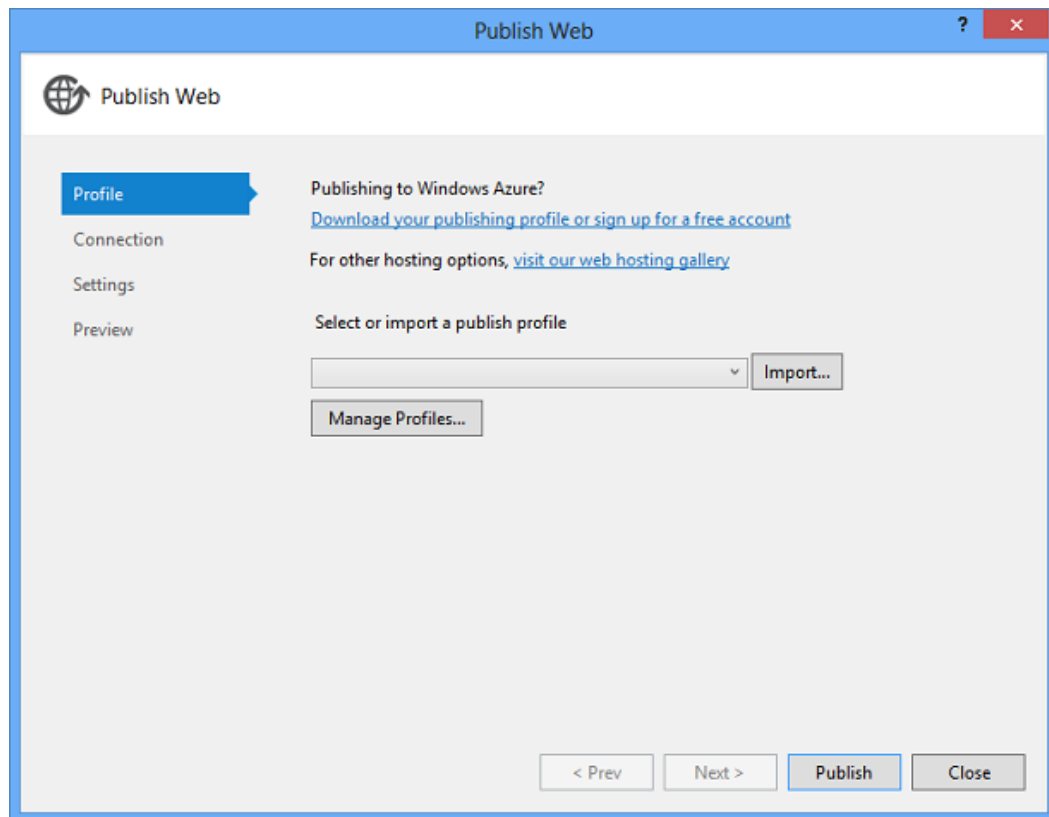 Publish Web
?
Publish Web
Profile
Connection
Settings
Preview
Publishing to Windows Azure?
Download your publishing profile or sign up for a free account
For other hosting options, visit our web hosting gallery
Select or import a publish profile
Import...
Manage Profiles...
< Prev
Next >
Publish
Close